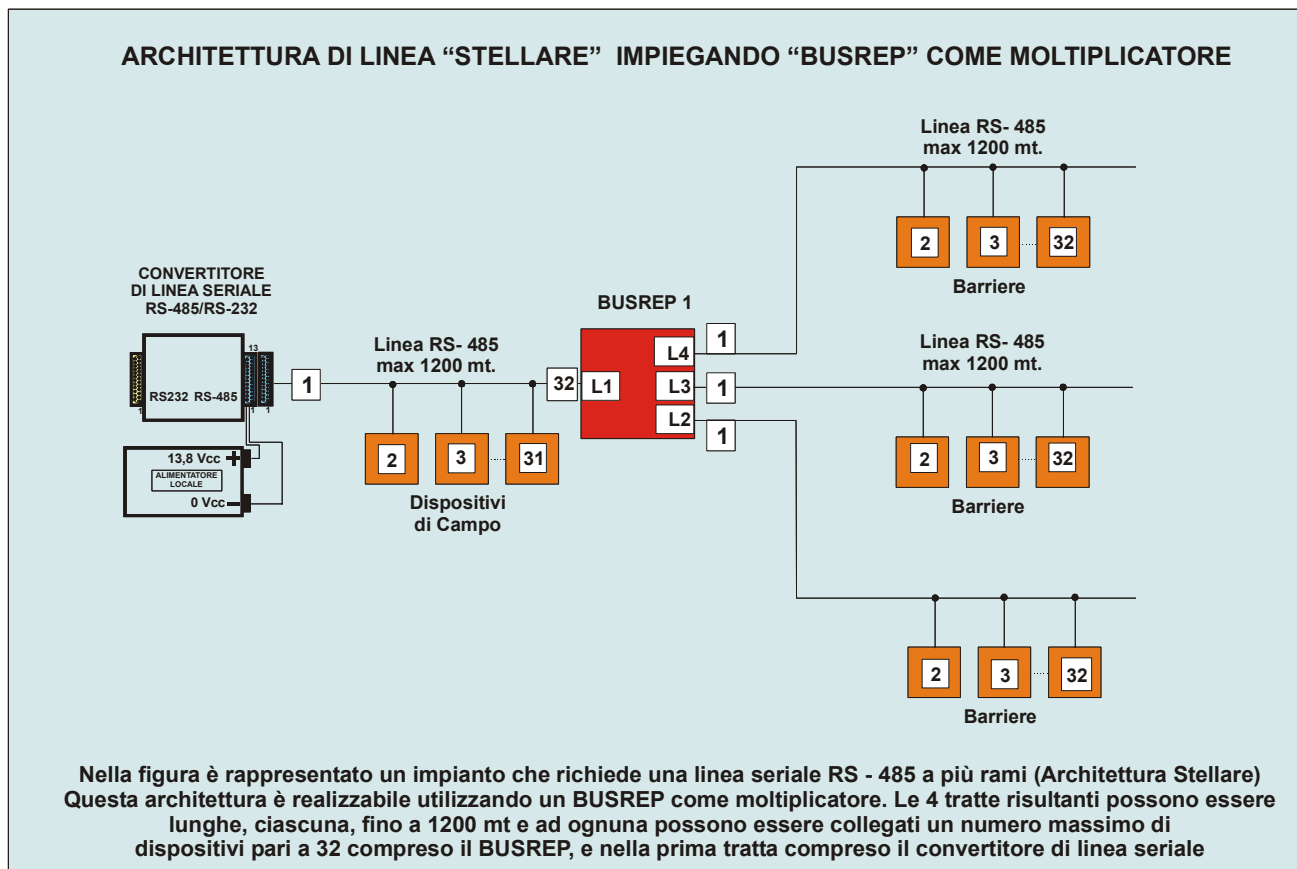 ARCHITETTURA DI LINEA “STELLARE” IMPIEGANDO “BUSREP” COME MOLTIPLICATORE
Linea RS- 485
max 1200 mt.
2
3
32
Barriere
CONVERTITORE
DI LINEA SERIALE
RS-485/RS-232
13
RS232 RS-485
1
1
1
1
13,8 Vcc +
ALIMENTATORE
LOCALE
0 Vcc −
Linea RS- 485
max 1200 mt.
2
3
31
Dispositivi
di Campo
BUSREP 1
32
L1
L4
L3
L2
1
1
1
Linea RS- 485
max 1200 mt.
2
3
32
Barriere
2
3
32
Barriere
Nella figura è rappresentato un impianto che richiede una linea seriale RS - 485 a più rami (Architettura Stellare)
Questa architettura è realizzabile utilizzando un BUSREP come moltiplicatore. Le 4 tratte risultanti possono essere
lunghe, ciascuna, fino a 1200 mt e ad ognuna possono essere collegati un numero massimo di
dispositivi pari a 32 compreso il BUSREP, e nella prima tratta compreso il convertitore di linea seriale